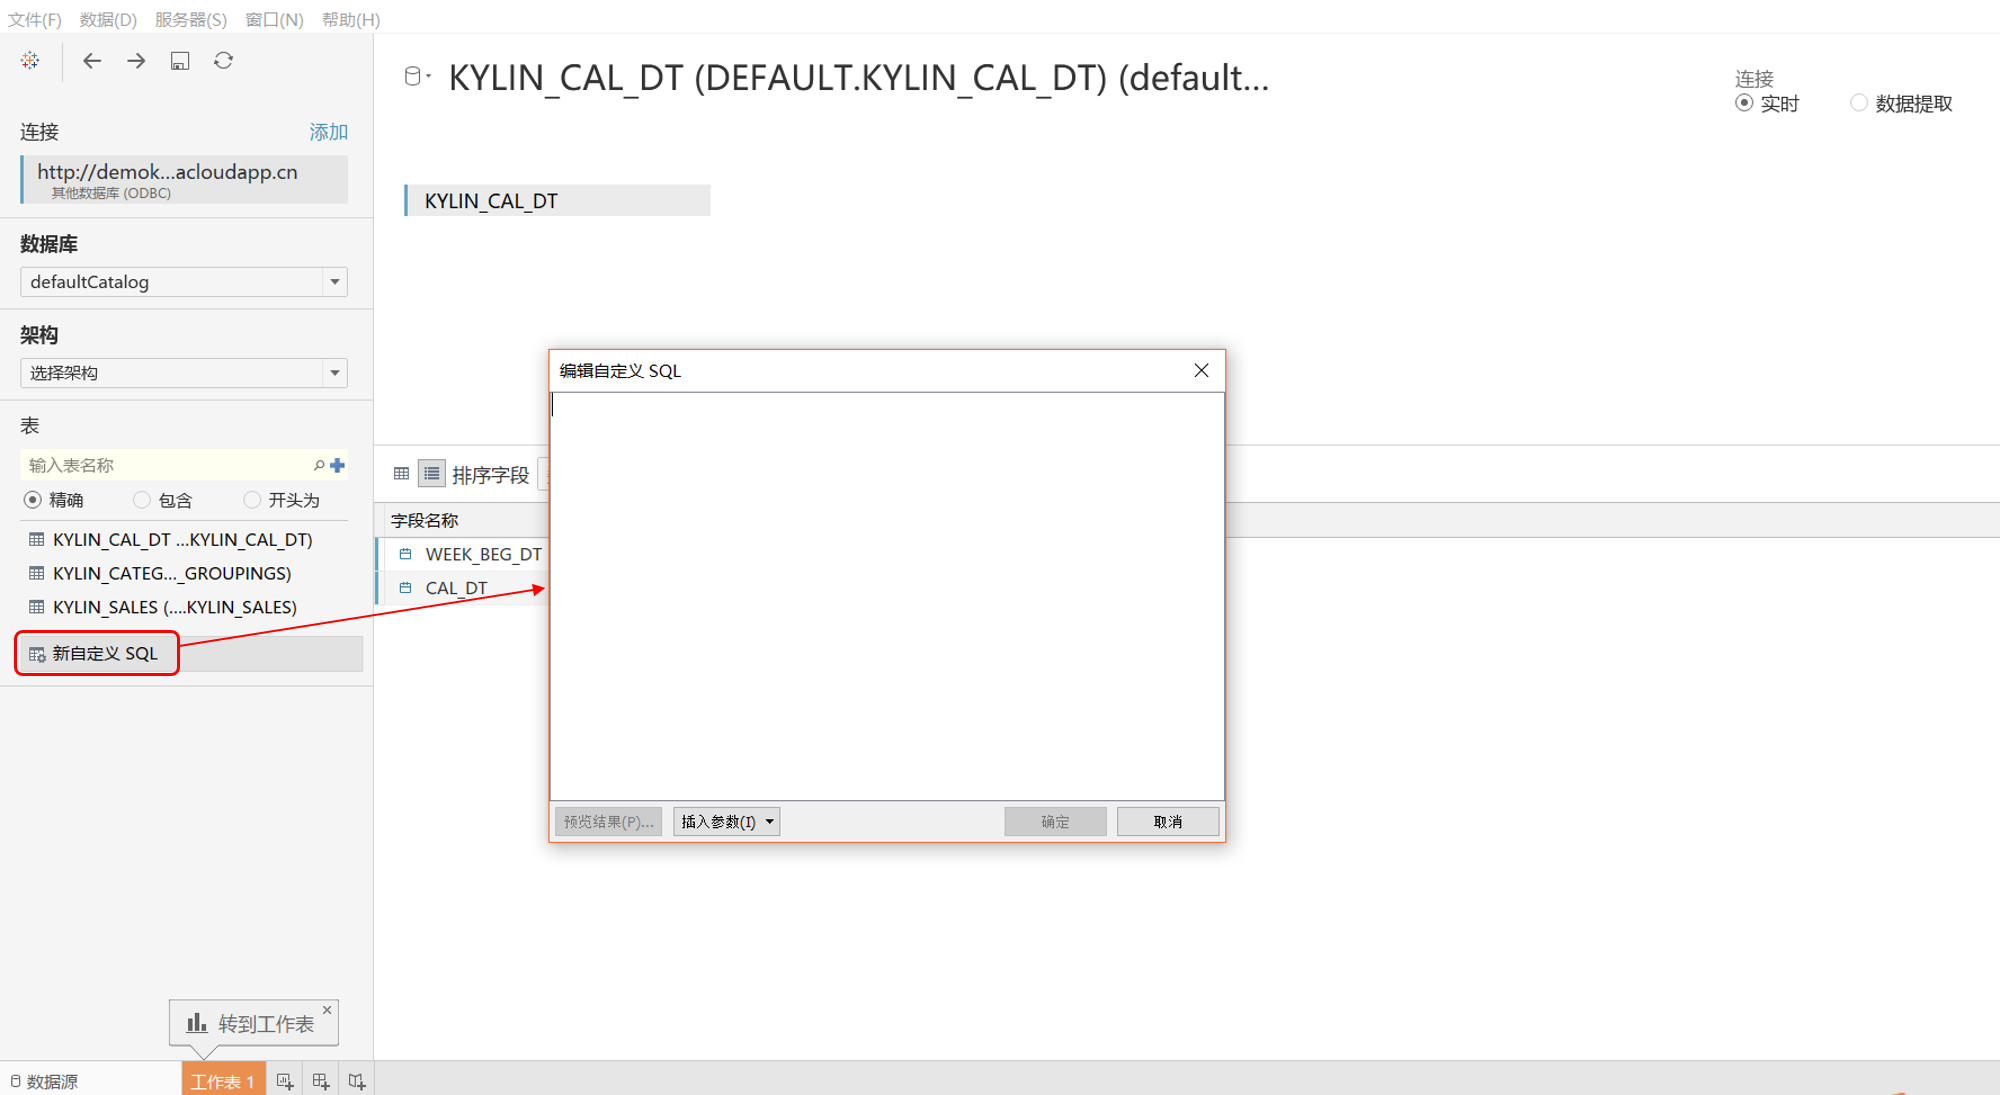 文件(F) 数据(D) 服务器(S) 窗口(N) 帮助(H)
KYLIN_CAL_DT (DEFAULT.KYLIN_CAL_DT) (default...
连接
实时 数据提取
连接 添加
http://demok...acloudapp.cn
其他数据库 (ODBC)
KYLIN_CAL_DT
数据库
defaultCatalog
架构
选择架构
表
输入表名称
精确 包含 开头为
KYLIN_CAL_DT ...KYLIN_CAL_DT)
KYLIN_CATEG..._GROUPINGS)
KYLIN_SALES (....KYLIN_SALES)
新自定义 SQL
排序字段
字段名称
WEEK_BEG_DT
CAL_DT
编辑自定义 SQL
预览结果(P)... 插入参数(I) 确定 取消
转到工作表
数据源 工作表 1